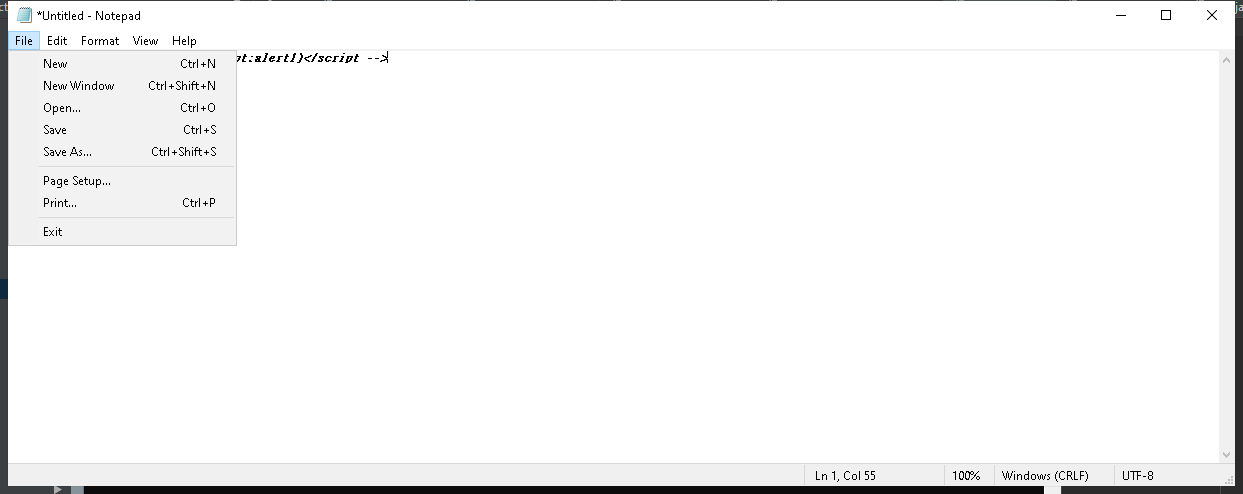 *Untitled - Notepad
File Edit Format View Help
pt:alert1)</script -->
New Ctrl+N
New Window Ctrl+Shift+N
Open... Ctrl+O
Save Ctrl+S
Save As... Ctrl+Shift+S
Page Setup...
Print... Ctrl+P
Exit
Ln 1, Col 55 100% Windows (CRLF) UTF-8